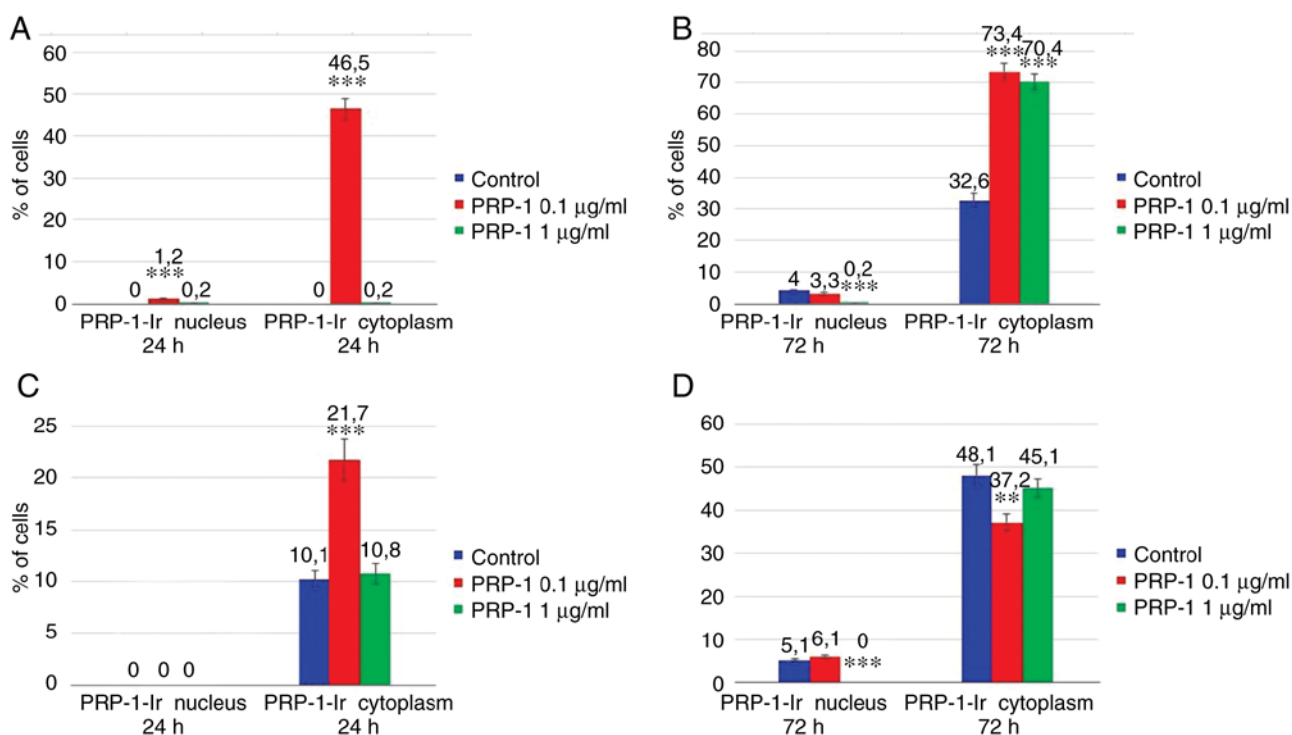 A
60
50
40
30
20
10
0
% of cells
46,5
***
1,2
***
0
0,2
0
0,2
PRP-1-Ir nucleus
24 h
PRP-1-Ir cytoplasm
24 h
Control
PRP-1 0.1 µg/ml
PRP-1 1 µg/ml
B
80
70
60
50
40
30
20
10
0
% of cells
73,4
***
70,4
***
32,6
4
3,3
0,2
***
PRP-1-Ir nucleus
72 h
PRP-1-Ir cytoplasm
72 h
Control
PRP-1 0.1 µg/ml
PRP-1 1 µg/ml
C
25
20
15
10
5
0
% of cells
21,7
***
10,1
10,8
0 0 0
PRP-1-Ir nucleus
24 h
PRP-1-Ir cytoplasm
24 h
Control
PRP-1 0.1 µg/ml
PRP-1 1 µg/ml
D
60
50
40
30
20
10
0
48,1
37,2
**
45,1
5,1
6,1
0
***
PRP-1-Ir nucleus
72 h
PRP-1-Ir cytoplasm
72 h
Control
PRP-1 0.1 µg/ml
PRP-1 1 µg/ml